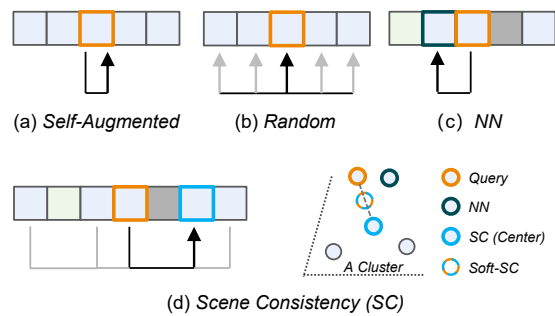 (a) Self-Augmented
(b) Random
(c) NN
Query
NN
SC (Center)
Soft-SC
A Cluster
(d) Scene Consistency (SC)